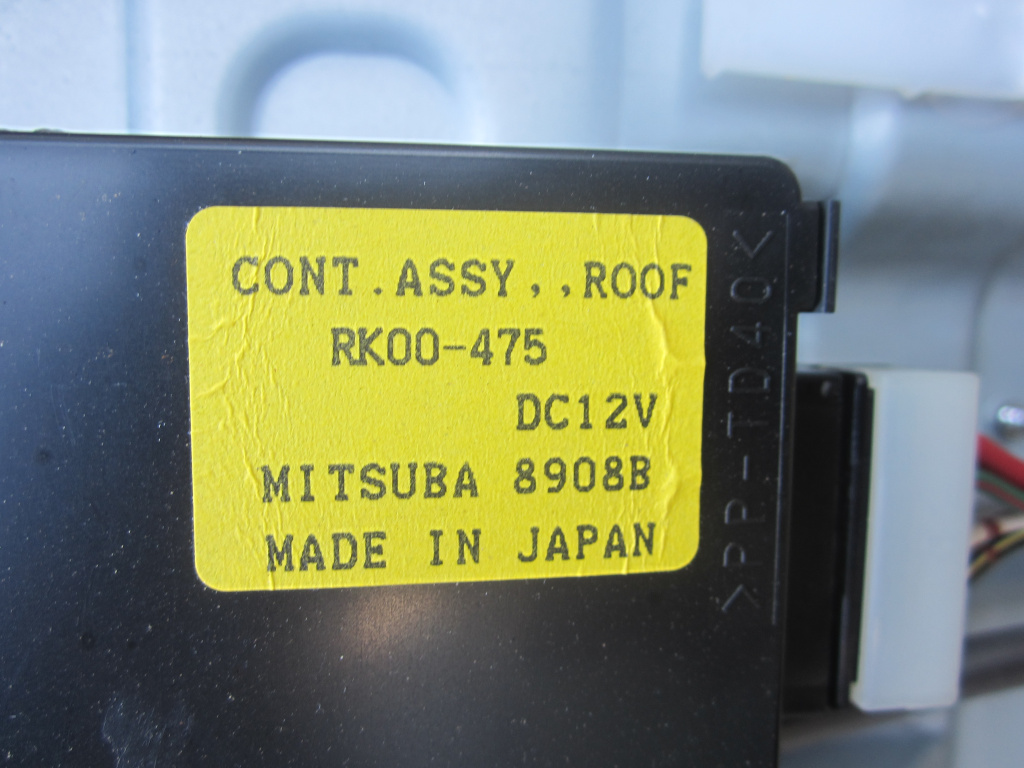 CONT.ASSY,,ROOF
RK00-475
DC12V
MITSUBA 8908B
MADE IN JAPAN
>PP-TD40<